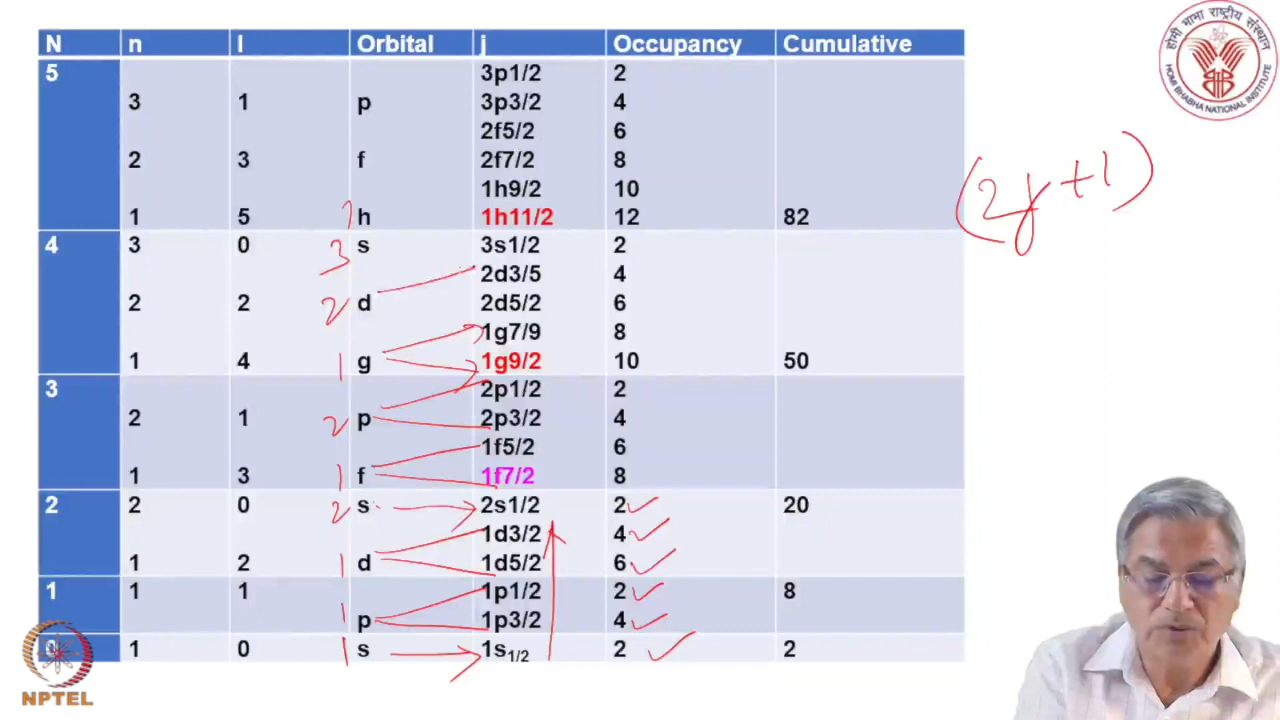 N n l Orbital j Occupancy Cumulative
5 3p1/2 2
3 1 p 3p3/2 4
2f5/2 6
2 3 f 2f7/2 8
1h9/2 10
1 5 1 h 1h11/2 12 82
4 3 0 3 s 3s1/2 2
2d3/5 4
2 2 2 d 2d5/2 6
1g7/9 8
1 4 1 g 1g9/2 10 50
3 2p1/2 2
2 1 2 p 2p3/2 4
1f5/2 6
1 3 1 f 1f7/2 8
2 2 0 2 s 2s1/2 2 20
1d3/2 4
1 2 1 d 1d5/2 6
1 1 1 1p1/2 2 8
1 p 1p3/2 4
0 1 0 1 s 1s1/2 2 2
(2j+1)
होमी भाभा राष्ट्रीय संस्थान
HOMI BHABHA NATIONAL INSTITUTE
NPTEL